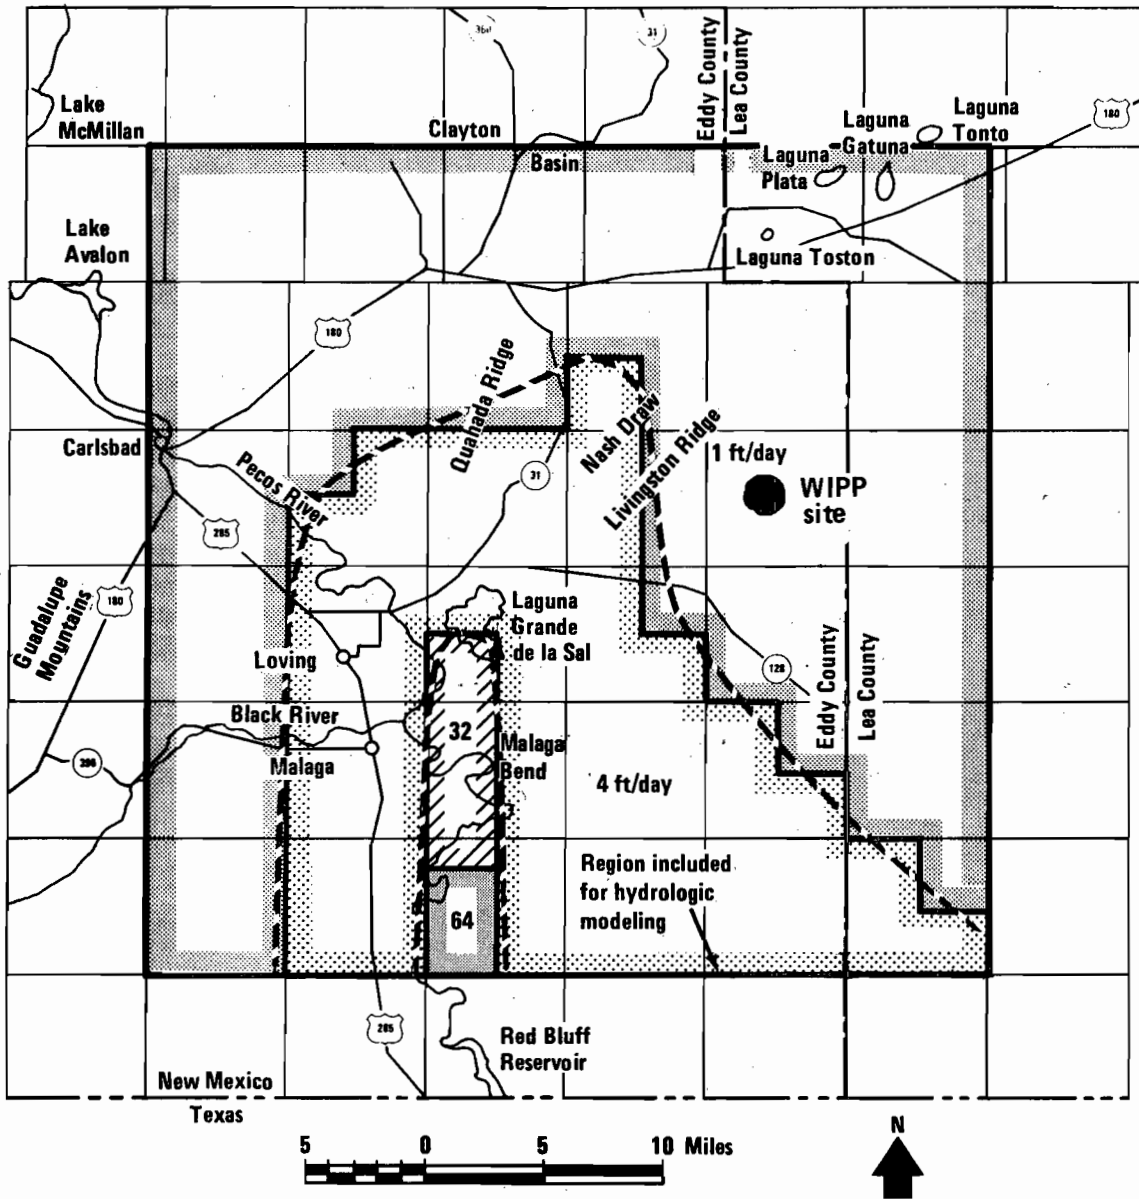 31
Eddy County
Lea County
Lake
McMillan
Clayton
Basin
Laguna
Gatuna
Laguna
Tonto
180
Laguna
Plata
Lake
Avalon
Laguna Toston
180
Quahada Ridge
Carlsbad
Pecos River
31
Nash Draw
Livingston Ridge
1 ft/day
WIPP
site
285
Guadalupe
Mountains
180
Laguna
Grande
de la Sal
Loving
128
Black River
Malaga
32
Malaga
Bend
Eddy County
Lea County
396
4 ft/day
Region included
for hydrologic
modeling
64
285
Red Bluff
Reservoir
New Mexico
Texas
5 0 5 10 Miles
N